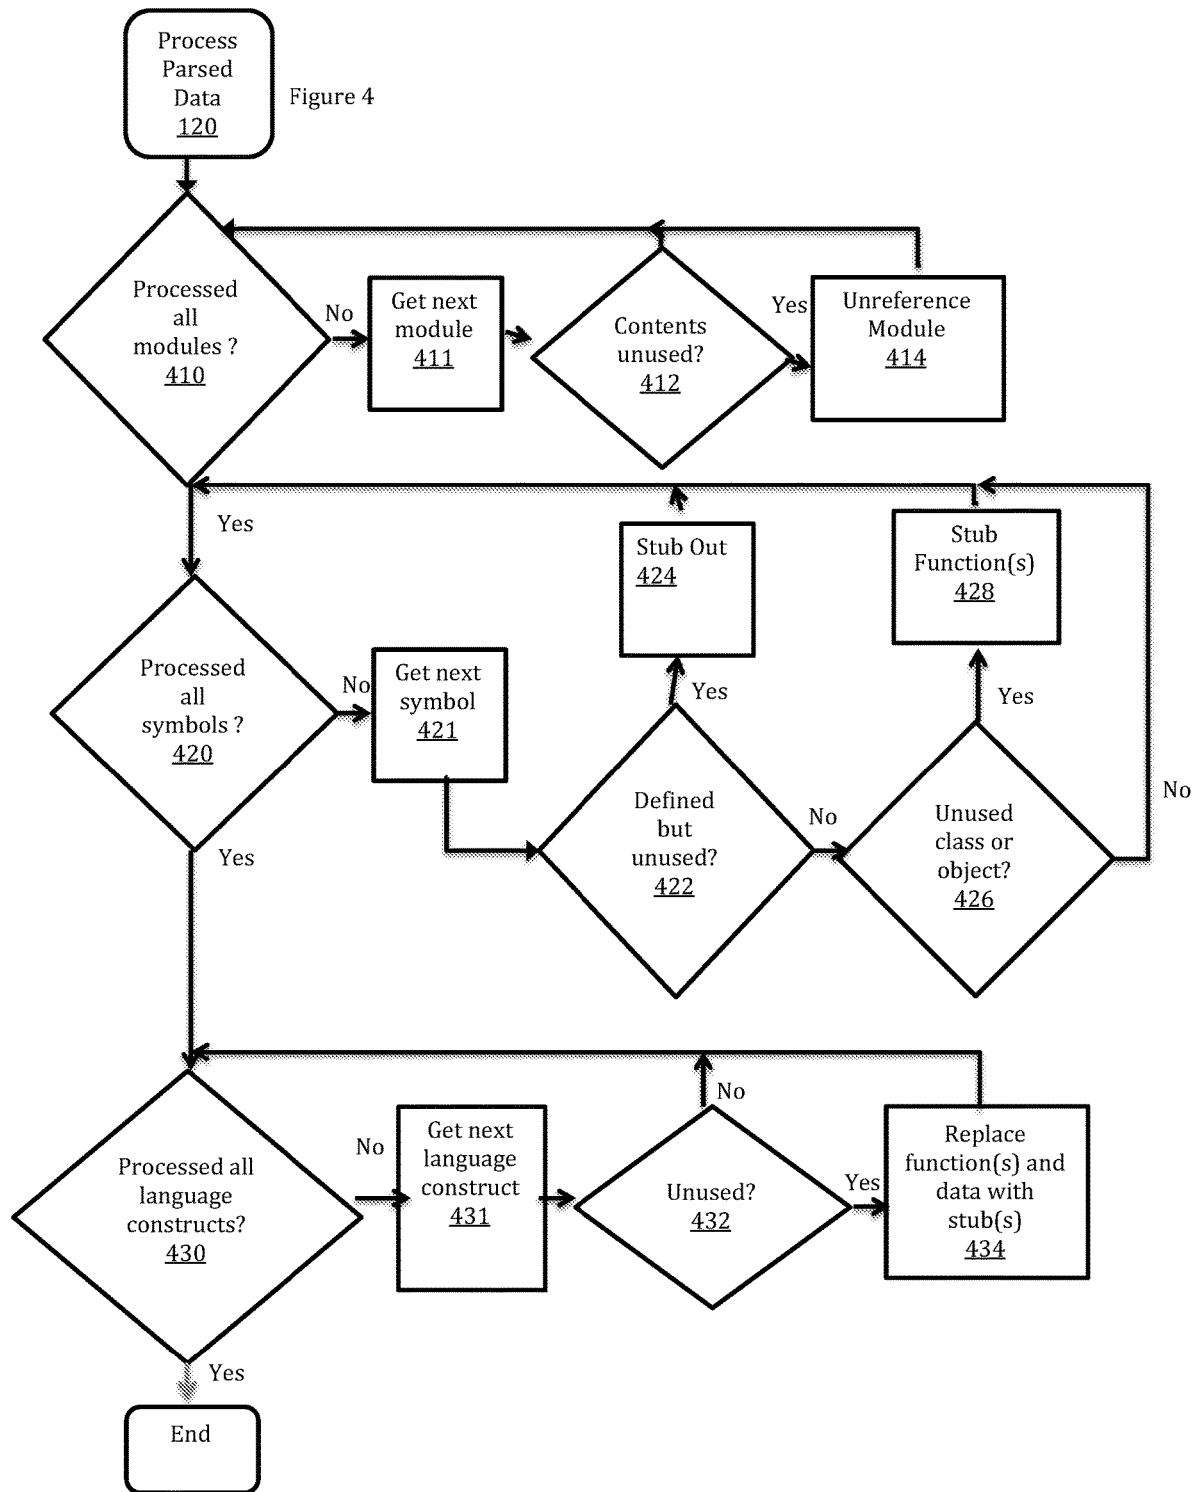 Process
Parsed
Data
120
Figure 4
Processed
all
modules ?
410
No
Get next
module
411
Contents
unused?
412
Yes
Unreference
Module
414
Yes
Processed
all
symbols ?
420
No
Get next
symbol
421
Stub Out
424
Yes
Defined
but
unused?
422
No
Stub
Function(s)
428
Yes
Unused
class or
object?
426
No
Yes
Processed all
language
constructs?
430
No
Get next
language
construct
431
Unused?
432
No
Yes
Replace
function(s) and
data with
stub(s)
434
Yes
End